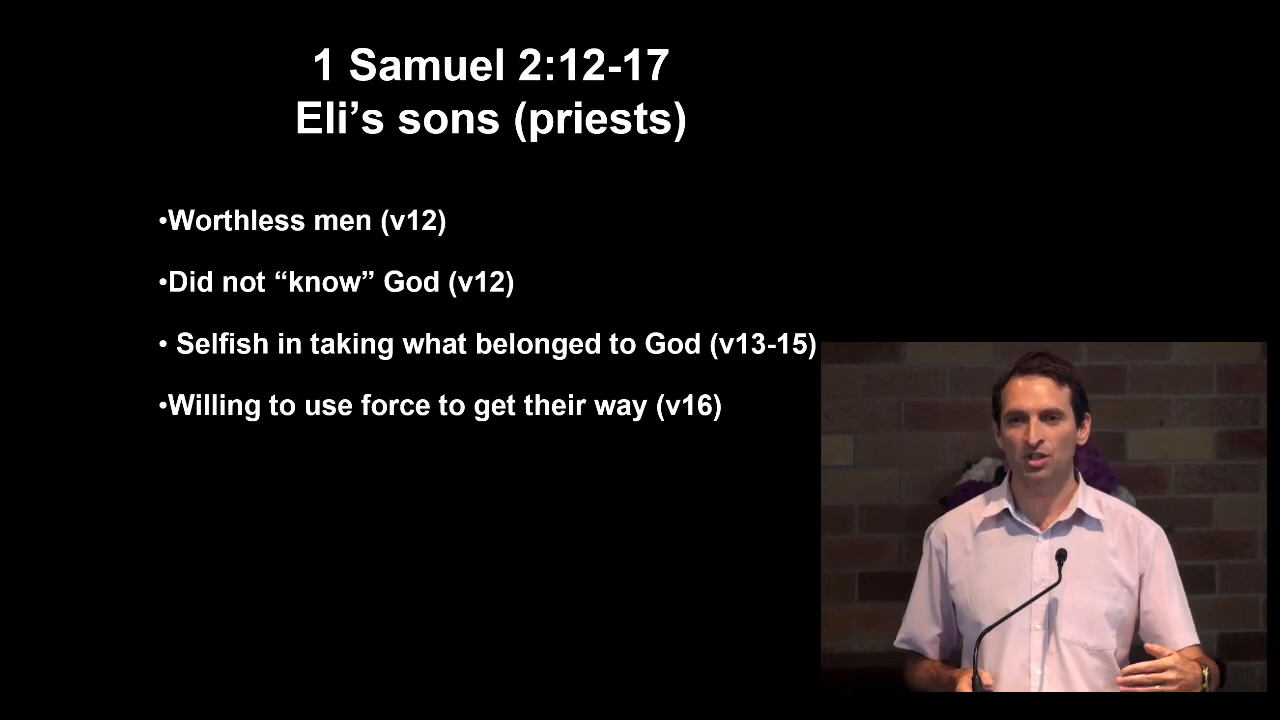 1 Samuel 2:12-17
Eli’s sons (priests)
•Worthless men (v12)
•Did not “know” God (v12)
• Selfish in taking what belonged to God (v13-15)
•Willing to use force to get their way (v16)